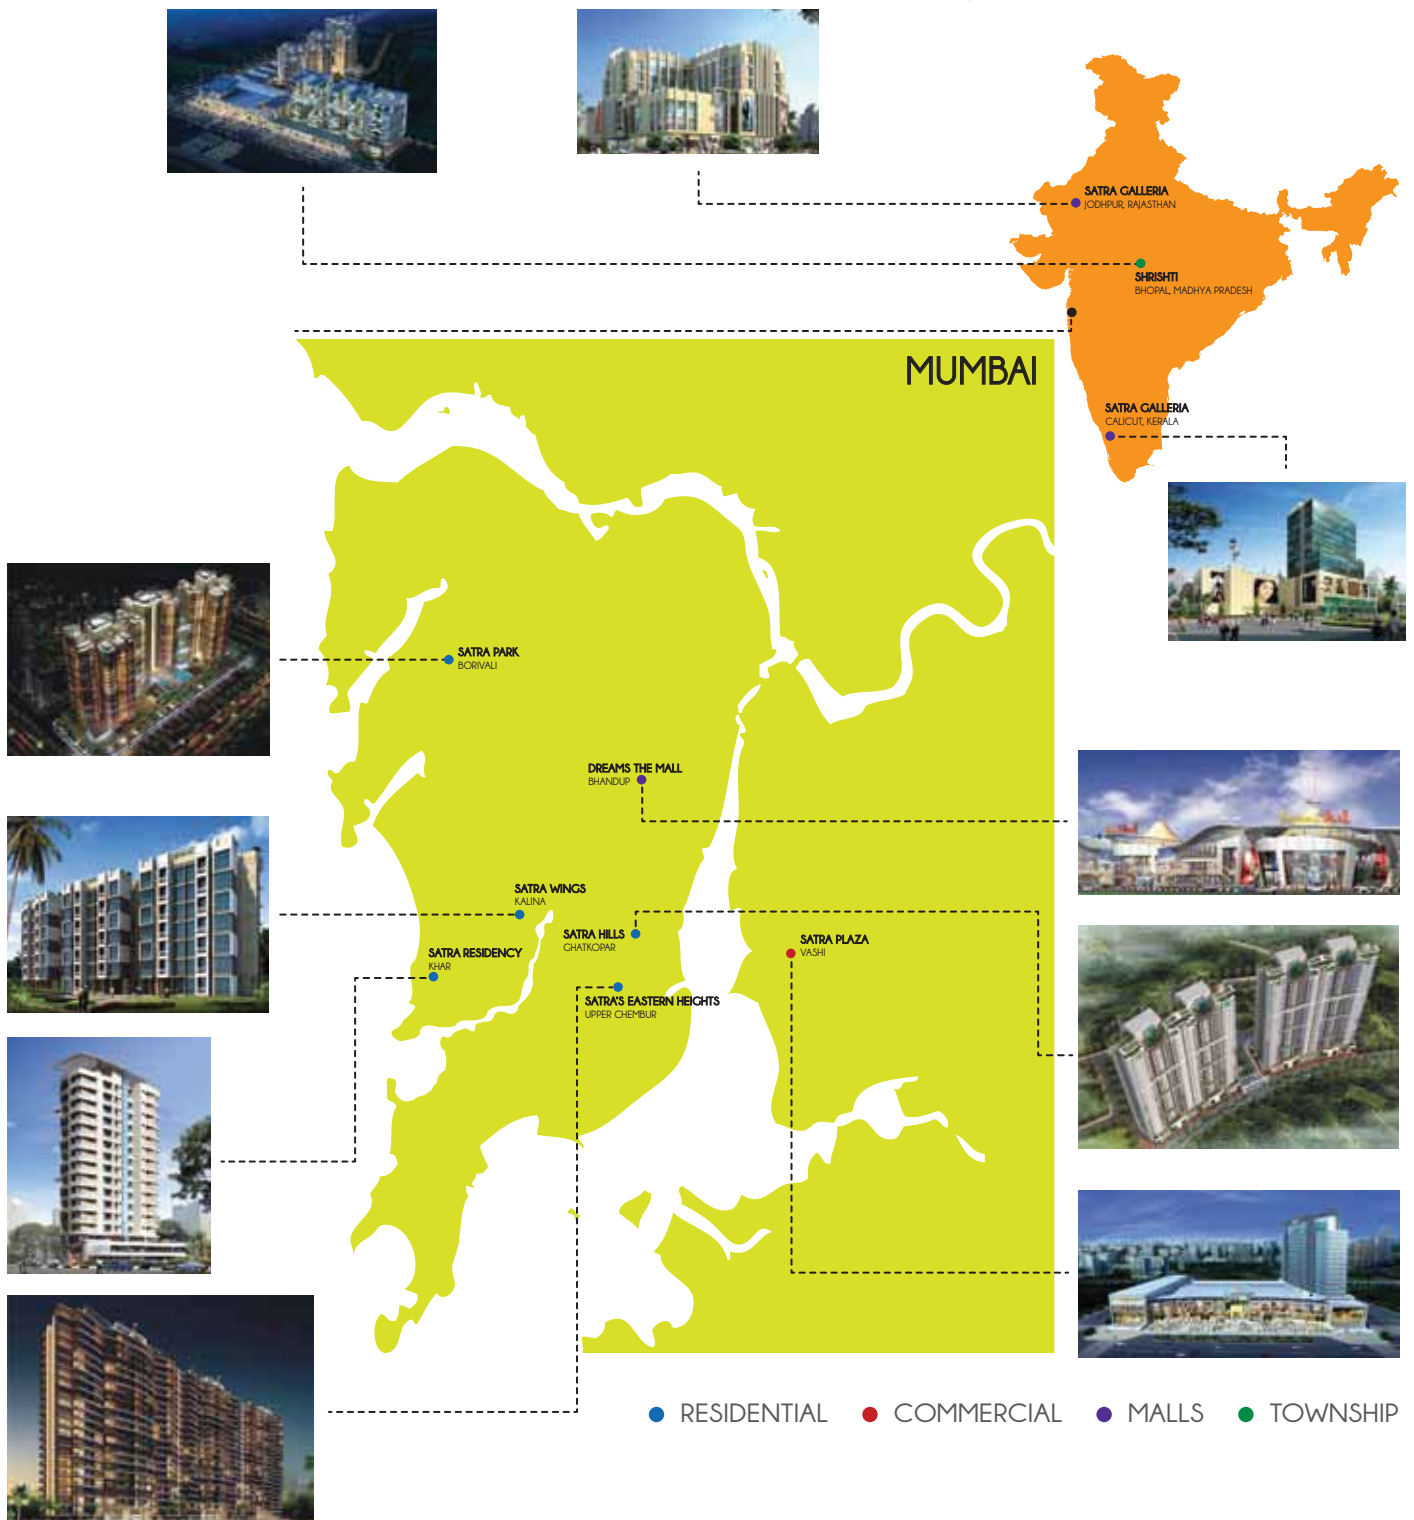 SATRA GALLERIA
JODHPUR, RAJASTHAN
SHRISHTI
BHOPAL, MADHYA PRADESH
MUMBAI
SATRA GALLERIA
CALICUT, KERALA
SATRA PARK
BORIVALI
DREAMS THE MALL
BHANDUP
SATRA WINGS
KALINA
SATRA HILLS
GHATKOPAR
SATRA PLAZA
VASHI
SATRA RESIDENCY
KHAR
SATRA'S EASTERN HEIGHTS
UPPER CHEMBUR
RESIDENTIAL
COMMERCIAL
MALLS
TOWNSHIP